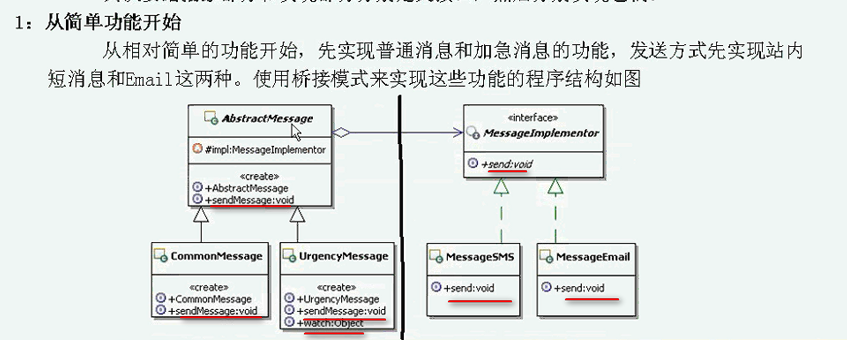 1：从简单功能开始
从相对简单的功能开始，先实现普通消息和加急消息的功能，发送方式先实现站内
短消息和Email这两种。使用桥接模式来实现这些功能的程序结构如图
AbstractMessage
#impl:MessageImplementor
«create»
+AbstractMessage
+sendMessage:void
«interface»
MessageImplementor
+send:void
CommonMessage
«create»
+CommonMessage
+sendMessage:void
UrgencyMessage
«create»
+UrgencyMessage
+sendMessage:void
+watch:Object
MessageSMS
+send:void
MessageEmail
+send:void